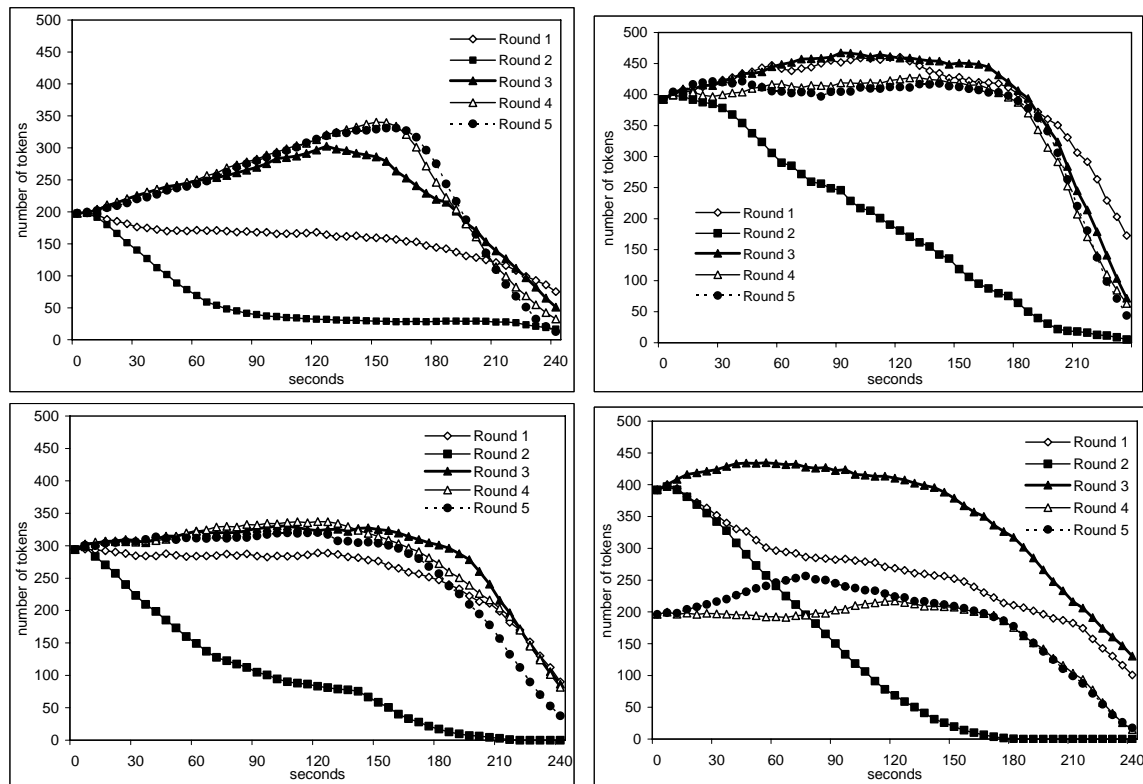 500
450
400
350
300
250
200
150
100
50
0
number of tokens
0 30 60 90 120 150 180 210 240
seconds
Round 1
Round 2
Round 3
Round 4
Round 5
500
450
400
350
300
250
200
150
100
50
0
number of tokens
0 30 60 90 120 150 180 210
seconds
Round 1
Round 2
Round 3
Round 4
Round 5
500
450
400
350
300
250
200
150
100
50
0
number of tokens
0 30 60 90 120 150 180 210 240
seconds
Round 1
Round 2
Round 3
Round 4
Round 5
500
450
400
350
300
250
200
150
100
50
0
number of tokens
0 30 60 90 120 150 180 210 240
seconds
Round 1
Round 2
Round 3
Round 4
Round 5